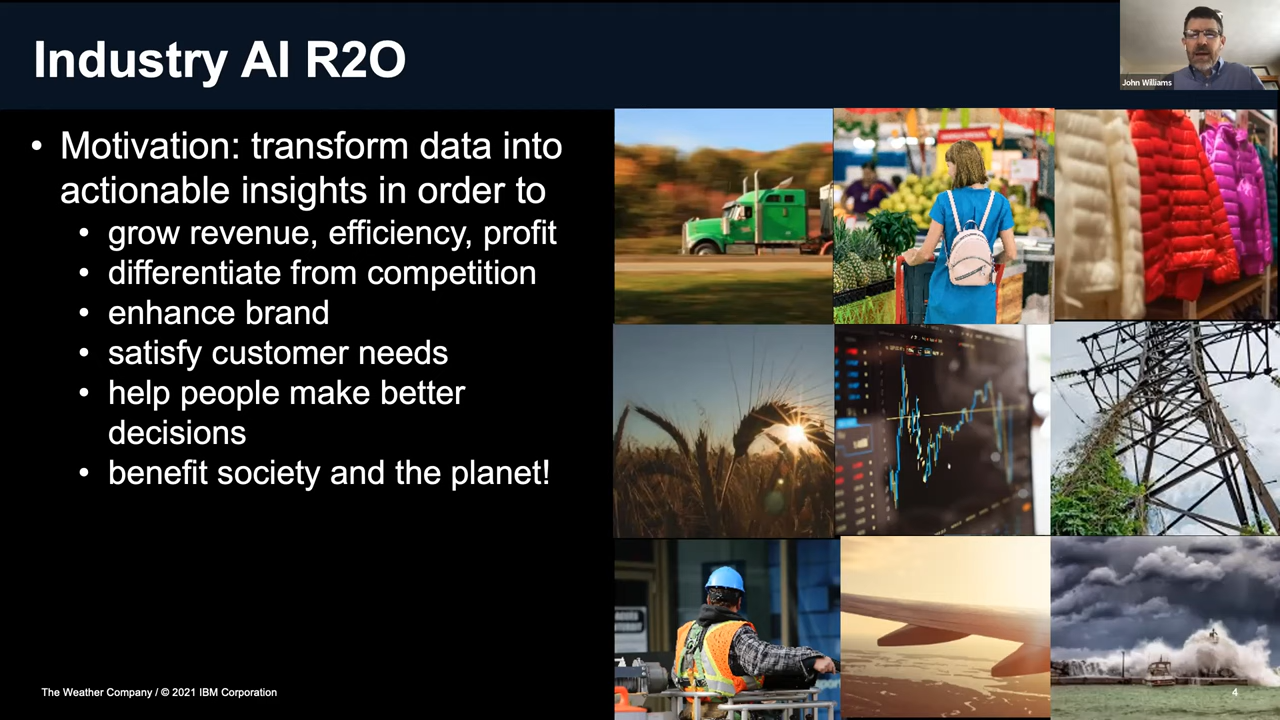 Industry AI R2O
John Williams
• Motivation: transform data into
actionable insights in order to
• grow revenue, efficiency, profit
• differentiate from competition
• enhance brand
• satisfy customer needs
• help people make better
decisions
• benefit society and the planet!
The Weather Company / © 2021 IBM Corporation
4